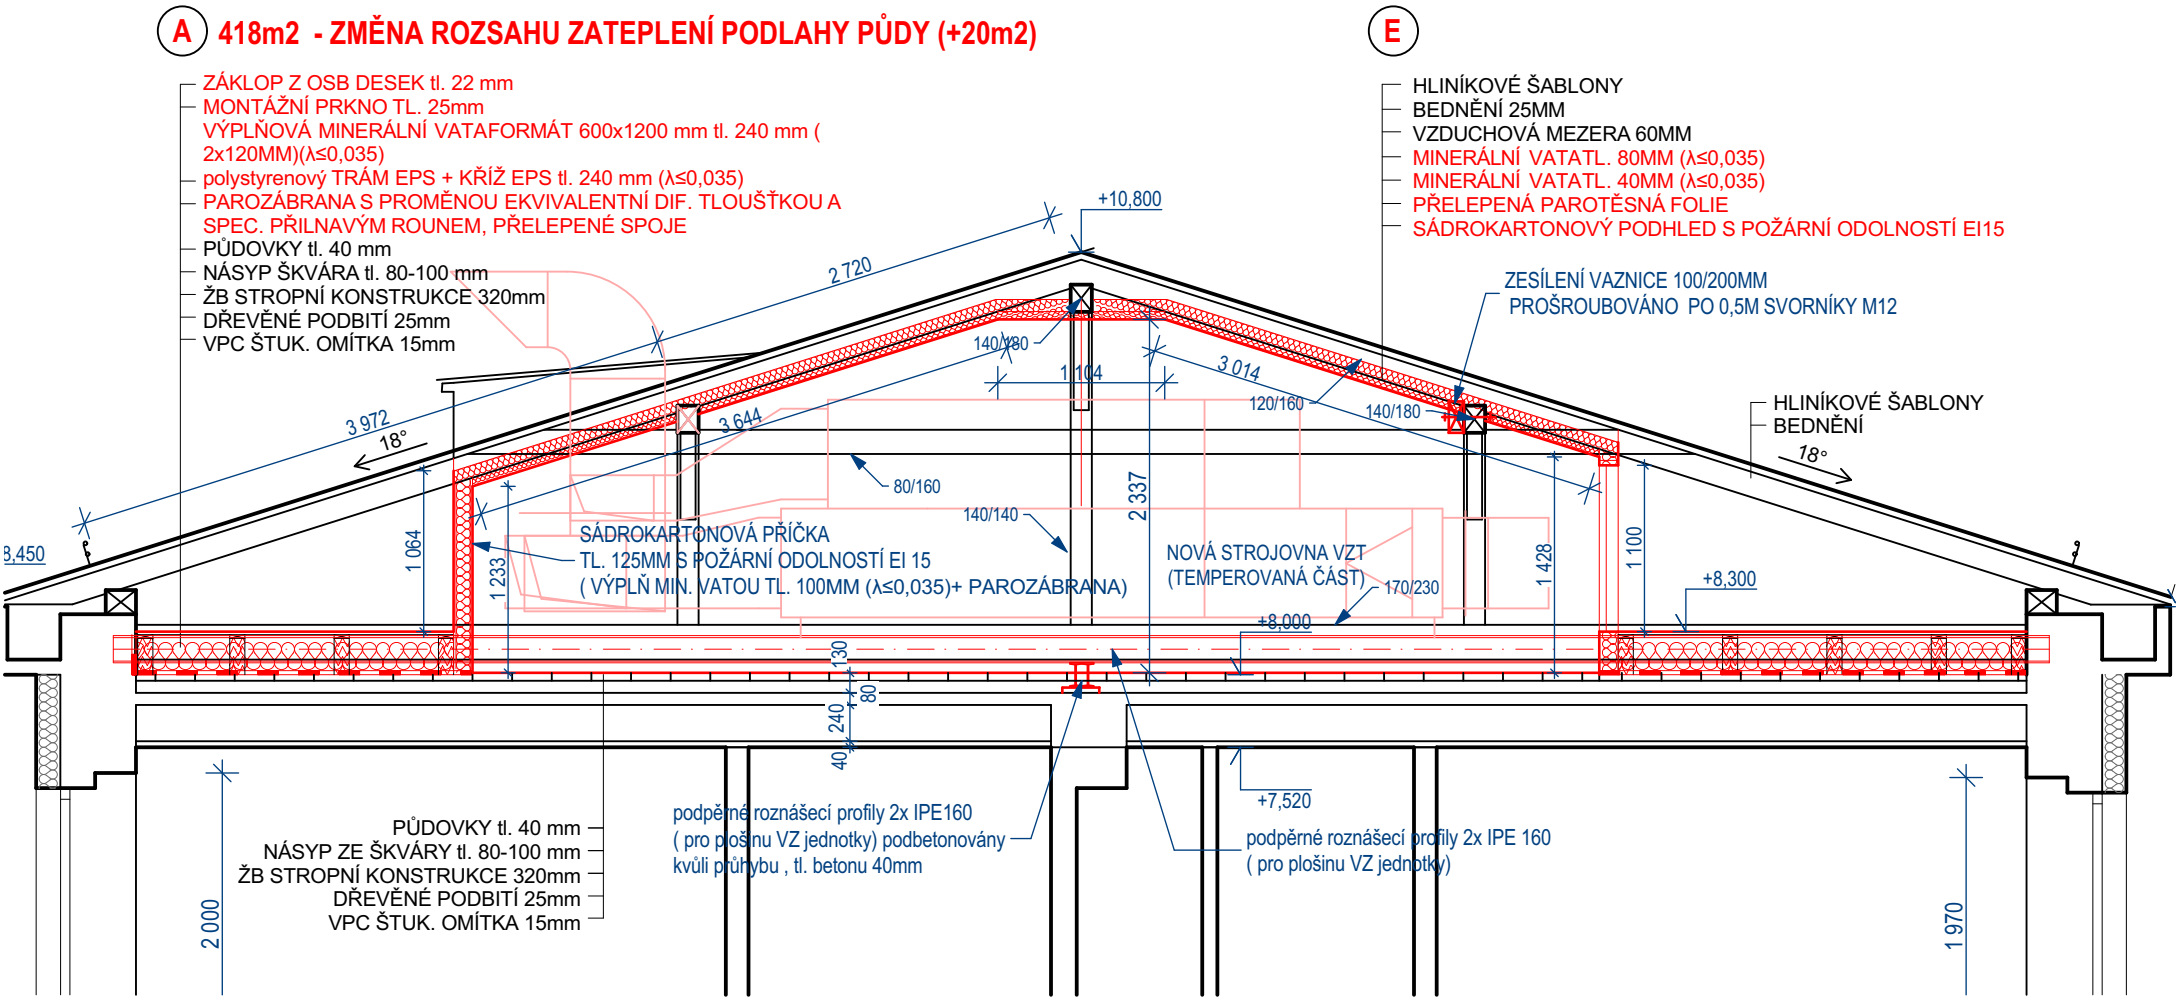 A 418m2 - ZMĚNA ROZSAHU ZATEPLENÍ PODLAHY PŮDY (+20m2)
ZÁKLOP Z OSB DESEK tl. 22 mm
MONTÁŽNÍ PRKNO TL. 25mm
VÝPLŇOVÁ MINERÁLNÍ VATAFORMÁT 600x1200 mm tl. 240 mm (
2x120MM)(λ≤0,035)
polystyrenový TRÁM EPS + KŘÍŽ EPS tl. 240 mm (λ≤0,035)
PAROZÁBRANA S PROMĚNOU EKVIVALENTNÍ DIF. TLOUŠŤKOU A
SPEC. PŘILNAVÝM ROUNEM, PŘELEPENÉ SPOJE
PŮDOVKY tl. 40 mm
NÁSYP ŠKVÁRA tl. 80-100 mm
ŽB STROPNÍ KONSTRUKCE 320mm
DŘEVĚNÉ PODBITÍ 25mm
VPC ŠTUK. OMÍTKA 15mm
E
HLINÍKOVÉ ŠABLONY
BEDNĚNÍ 25MM
VZDUCHOVÁ MEZERA 60MM
MINERÁLNÍ VATATL. 80MM (λ≤0,035)
MINERÁLNÍ VATATL. 40MM (λ≤0,035)
PŘELEPENÁ PAROTĚSNÁ FOLIE
SÁDROKARTONOVÝ PODHLED S POŽÁRNÍ ODOLNOSTÍ EI15
+10,800
2 720
ZESÍLENÍ VAZNICE 100/200MM
PROŠROUBOVÁNO PO 0,5M SVORNÍKY M12
140/180
1 104
3 014
120/160
140/180
3 972
18°
3 644
HLINÍKOVÉ ŠABLONY
BEDNĚNÍ
18°
80/160
2 337
140/140
8,450
1 064
1 233
SÁDROKARTONOVÁ PŘÍČKA
TL. 125MM S POŽÁRNÍ ODOLNOSTÍ EI 15
( VÝPLŇ MIN. VATOU TL. 100MM (λ≤0,035)+ PAROZÁBRANA)
NOVÁ STROJOVNA VZT
(TEMPEROVANÁ ČÁST)
170/230
1 428
1 100
+8,300
+8,000
130
80
240
40
+7,520
podpěrné roznášecí profily 2x IPE160
( pro plošinu VZ jednotky) podbetonovány
kvůli průhybu , tl. betonu 40mm
podpěrné roznášecí profily 2x IPE 160
( pro plošinu VZ jednotky)
PŮDOVKY tl. 40 mm
NÁSYP ZE ŠKVÁRY tl. 80-100 mm
ŽB STROPNÍ KONSTRUKCE 320mm
DŘEVĚNÉ PODBITÍ 25mm
VPC ŠTUK. OMÍTKA 15mm
2 000
1 970